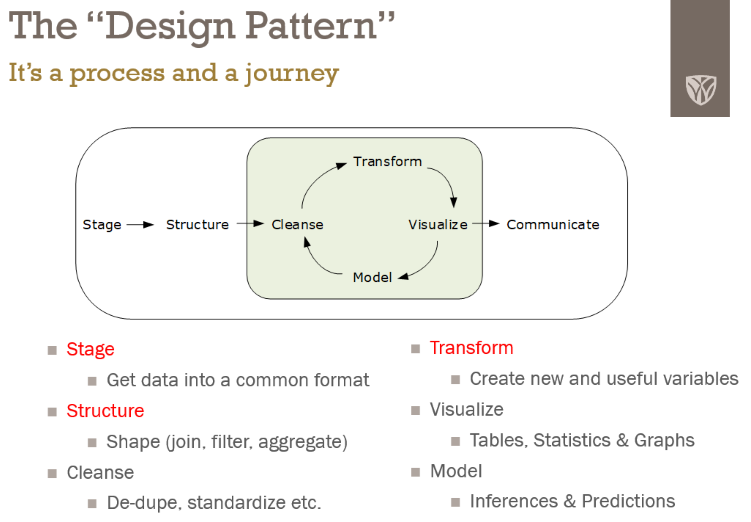 The “Design Pattern”
It’s a process and a journey
Transform
Stage
Structure
Cleanse
Visualize
Communicate
Model
Stage
Get data into a common format
Structure
Shape (join, filter, aggregate)
Cleanse
De-dupe, standardize etc.
Transform
Create new and useful variables
Visualize
Tables, Statistics & Graphs
Model
Inferences & Predictions